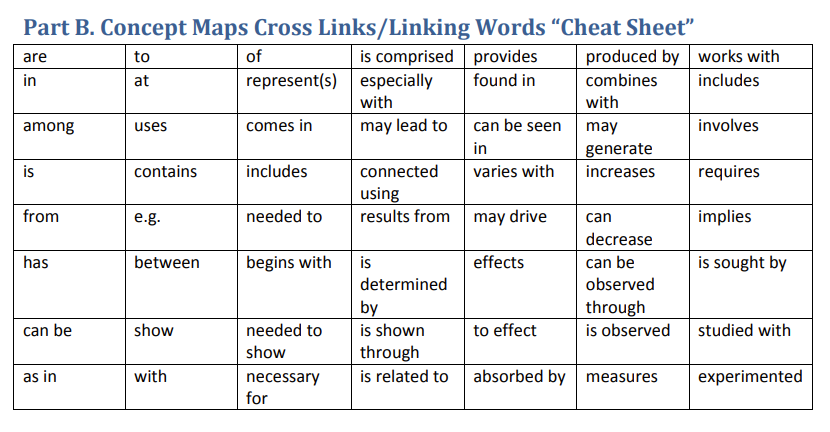 Part B. Concept Maps Cross Links/Linking Words “Cheat Sheet”
are to of is comprised provides produced by works with
in at represent(s) especially with found in combines with includes
among uses comes in may lead to can be seen in may generate involves
is contains includes connected using varies with increases requires
from e.g. needed to results from may drive can decrease implies
has between begins with is determined by effects can be observed through is sought by
can be show needed to show is shown through to effect is observed studied with
as in with necessary for is related to absorbed by measures experimented